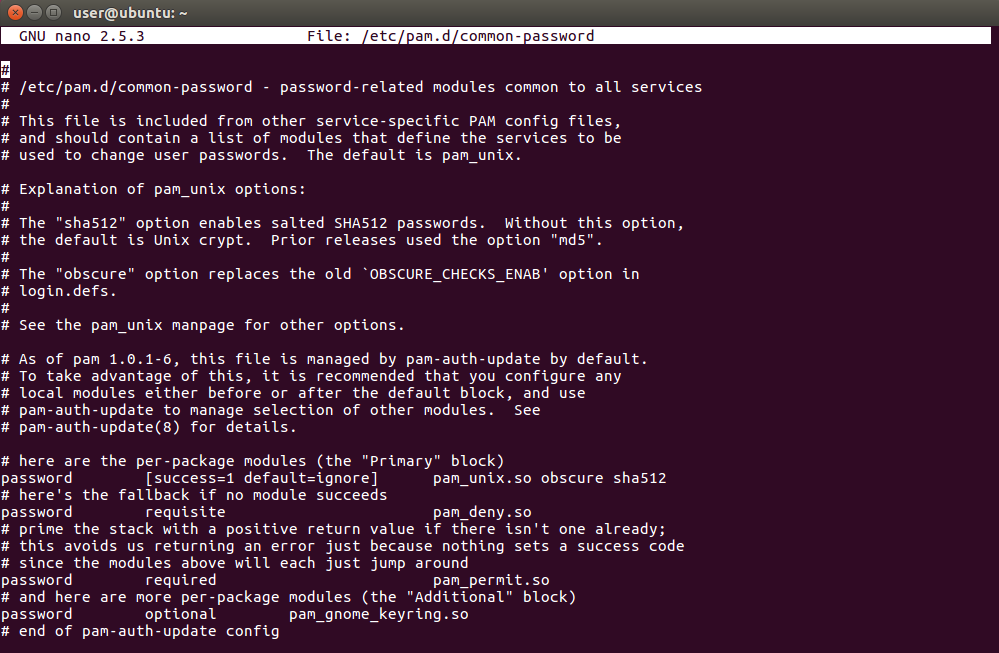 user@ubuntu: ~
GNU nano 2.5.3                  File: /etc/pam.d/common-password
#
# /etc/pam.d/common-password - password-related modules common to all services
#
# This file is included from other service-specific PAM config files,
# and should contain a list of modules that define the services to be
# used to change user passwords.  The default is pam_unix.
# Explanation of pam_unix options:
#
# The "sha512" option enables salted SHA512 passwords.  Without this option,
# the default is Unix crypt.  Prior releases used the option "md5".
#
# The "obscure" option replaces the old `OBSCURE_CHECKS_ENAB' option in
# login.defs.
#
# See the pam_unix manpage for other options.
# As of pam 1.0.1-6, this file is managed by pam-auth-update by default.
# To take advantage of this, it is recommended that you configure any
# local modules either before or after the default block, and use
# pam-auth-update to manage selection of other modules.  See
# pam-auth-update(8) for details.
# here are the per-package modules (the "Primary" block)
password        [success=1 default=ignore]      pam_unix.so obscure sha512
# here's the fallback if no module succeeds
password        requisite                       pam_deny.so
# prime the stack with a positive return value if there isn't one already;
# this avoids us returning an error just because nothing sets a success code
# since the modules above will each just jump around
password        required                        pam_permit.so
# and here are more per-package modules (the "Additional" block)
password        optional        pam_gnome_keyring.so
# end of pam-auth-update config